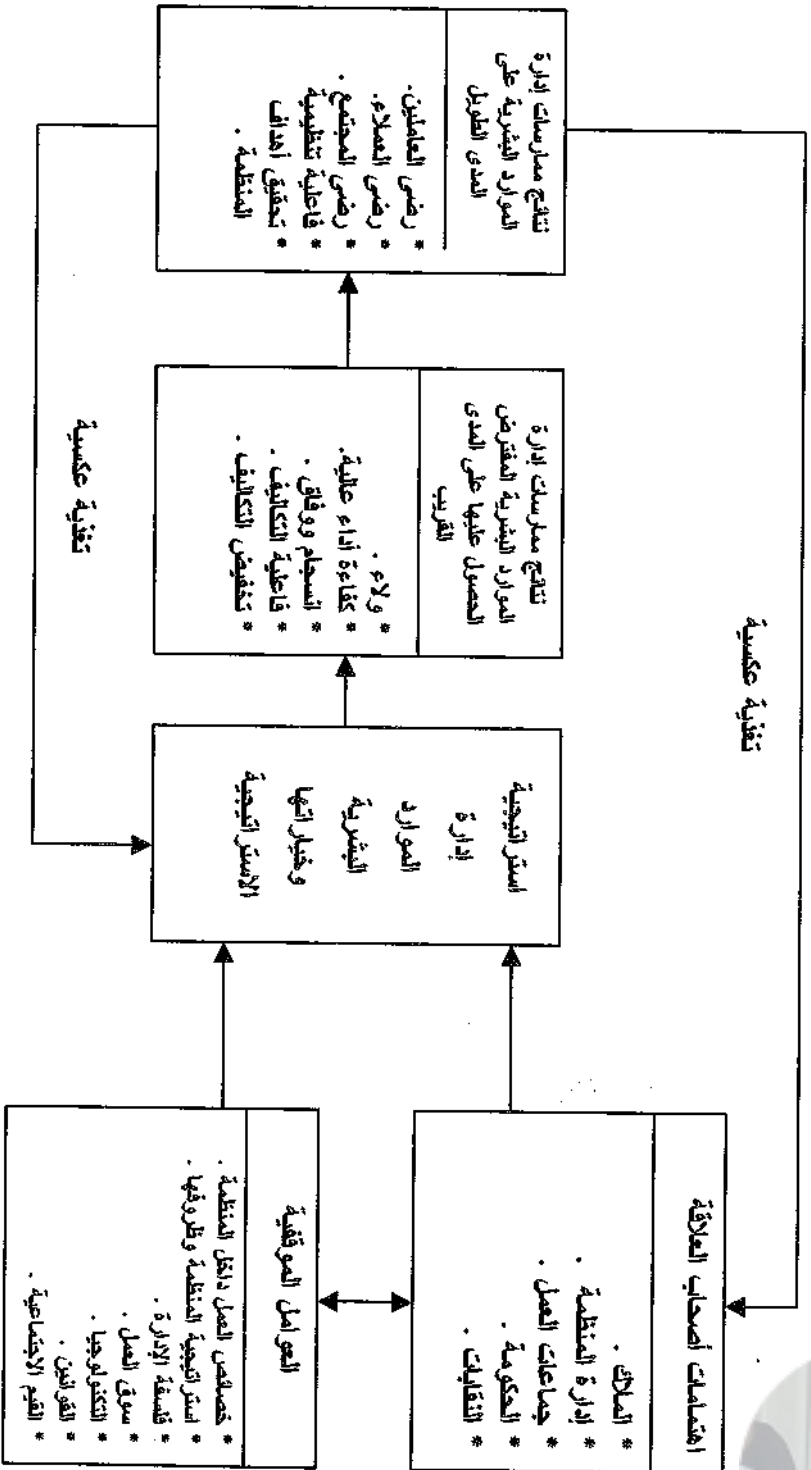 تغذية عكسية
اهتمامات أصحاب العلاقة
* الملاك .
* إدارة المنظمة .
* جماعات العمل .
* الحكومة .
* النقابات .
العوامل الموقفية
* خصائص العمل داخل المنظمة .
* استراتيجية المنظمة وظروفها .
* فلسفة الإدارة .
* سوق العمل .
* التكنولوجيا .
* القوانين .
* القيم الاجتماعية .
استراتيجية
إدارة
الموارد
البشرية
وخياراتها
الاستراتيجية
نتائج ممارسات إدارة
الموارد البشرية المفترض
الحصول عليها على المدى
القريب
* ولاء .
* كفاءة أداء عالية.
* انسجام ووفاق .
* فاعلية التكاليف .
* تخفيض التكاليف .
نتائج ممارسات إدارة
الموارد البشرية على
المدى الطويل
* رضى العاملين.
* رضى العملاء.
* رضى المجتمع .
* فاعلية تنظيمية
* تحقيق أهداف
المنظمة .
تغذية عكسية